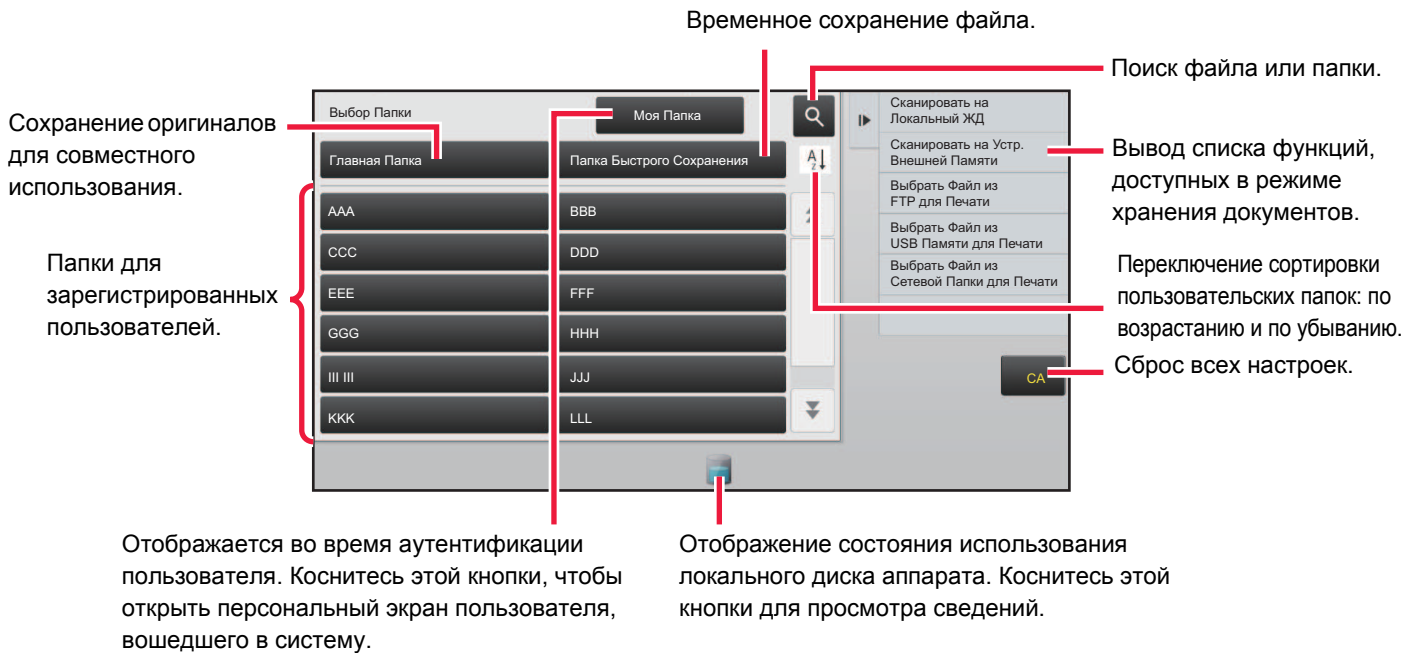 Временное сохранение файла.
Поиск файла или папки.
Сохранение оригиналов
для совместного
использования.
Папки для
зарегистрированных
пользователей.
Выбор Папки
Моя Папка
Главная Папка
Папка Быстрого Сохранения
A
Z
AAA
BBB
CCC
DDD
EEE
FFF
GGG
HHH
III III
JJJ
KKK
LLL
Сканировать на
Локальный ЖД
Сканировать на Устр.
Внешней Памяти
Выбрать Файл из
FTP для Печати
Выбрать Файл из
USB Памяти для Печати
Выбрать Файл из
Сетевой Папки для Печати
CA
Вывод списка функций,
доступных в режиме
хранения документов.
Переключение сортировки
пользовательских папок: по
возрастанию и по убыванию.
Сброс всех настроек.
Отображается во время аутентификации
пользователя. Коснитесь этой кнопки, чтобы
открыть персональный экран пользователя,
вошедшего в систему.
Отображение состояния использования
локального диска аппарата. Коснитесь этой
кнопки для просмотра сведений.